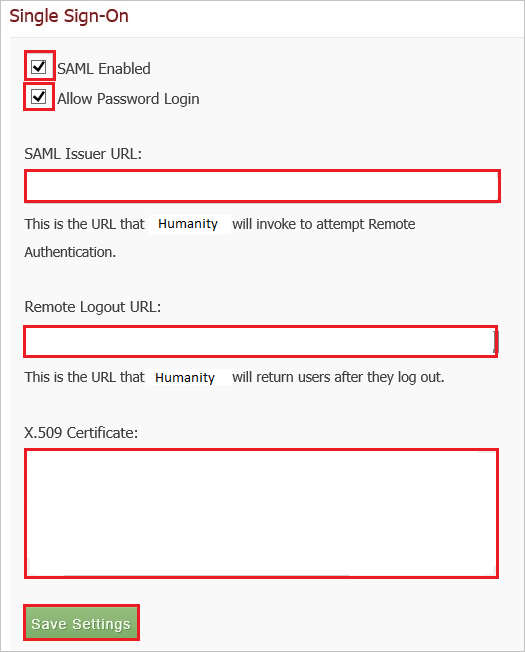 Single Sign-On
SAML Enabled
Allow Password Login
SAML Issuer URL:
This is the URL that Humanity will invoke to attempt Remote
Authentication.
Remote Logout URL:
This is the URL that Humanity will return users after they log out.
X.509 Certificate:
Save Settings